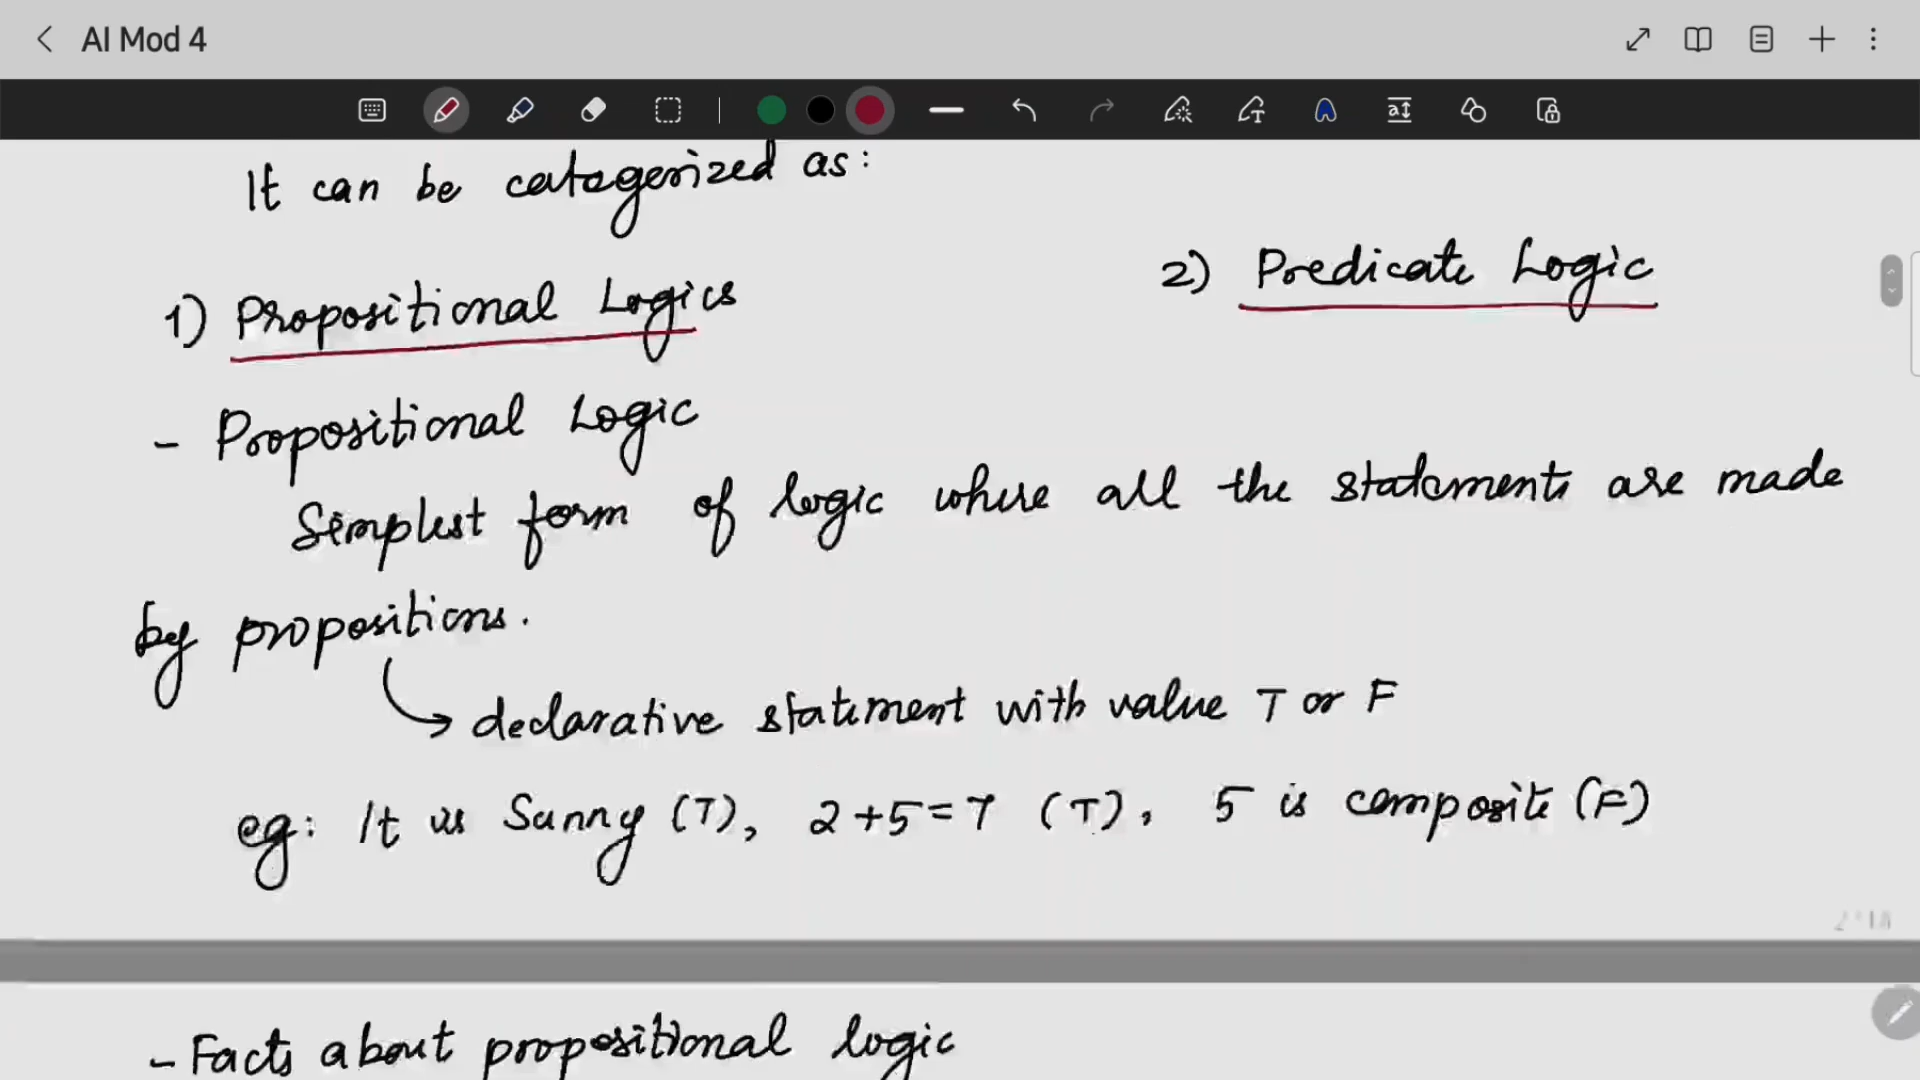 AI Mod 4
It can be catagerized as:
1) Propositional Logics
2) Predicate Logic
- Propositional Logic
Simplest form of logic where all the statements are made
by propositions.
declarative statement with value T or F
eg: It is Sunny (T), 2+5=7 (T), 5 is composite (F)
- Facts about propositional logic